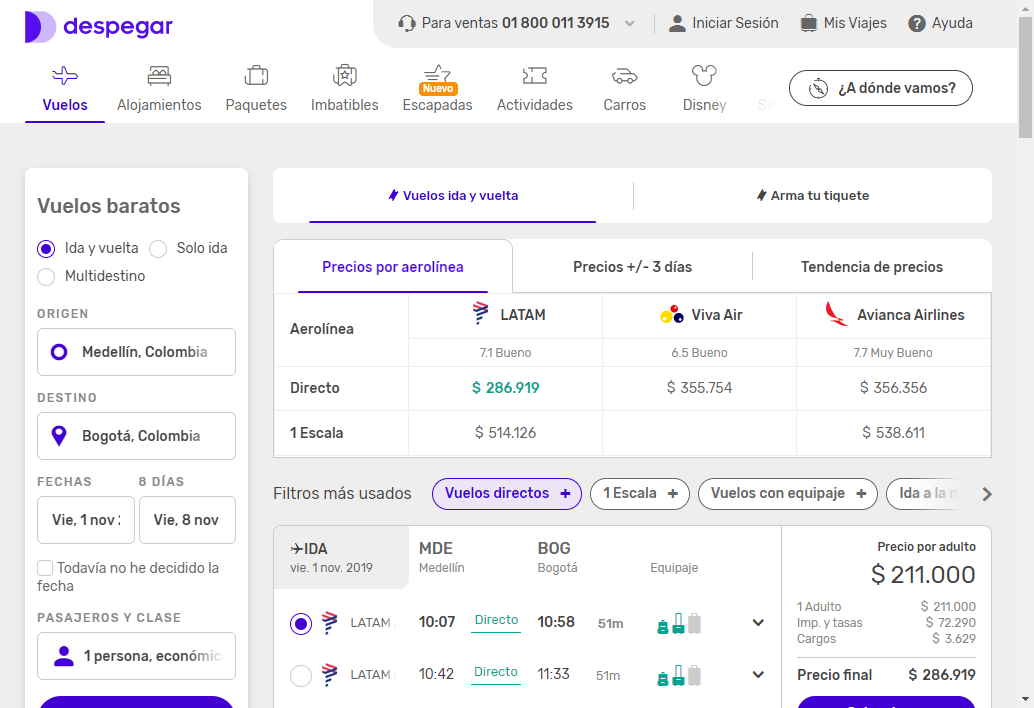 despegar
Para ventas 01 800 011 3915
Iniciar Sesión
Mis Viajes
Ayuda
Vuelos
Alojamientos
Paquetes
Imbatibles
Nuevo
Escapadas
Actividades
Carros
Disney
¿A dónde vamos?
Vuelos baratos
Ida y vuelta
Solo ida
Multidestino
ORIGEN
Medellín, Colombia
DESTINO
Bogotá, Colombia
FECHAS
8 DÍAS
Vie, 1 nov
Vie, 8 nov
Todavía no he decidido la
fecha
PASAJEROS Y CLASE
1 persona, económic
Vuelos ida y vuelta
Arma tu tiquete
Precios por aerolínea
Precios +/- 3 días
Tendencia de precios
Aerolínea
LATAM
Viva Air
Avianca Airlines
7.1 Bueno
6.5 Bueno
7.7 Muy Bueno
Directo
$ 286.919
$ 355.754
$ 356.356
1 Escala
$ 514.126
$ 538.611
Filtros más usados
Vuelos directos +
1 Escala +
Vuelos con equipaje +
Ida a la
IDA
vie. 1 nov. 2019
MDE
Medellín
BOG
Bogotá
Equipaje
LATAM
10:07
Directo
10:58
51m
LATAM
10:42
Directo
11:33
51m
Precio por adulto
$ 211.000
1 Adulto $ 211.000
Imp. y tasas $ 72.290
Cargos $ 3.629
Precio final $ 286.919